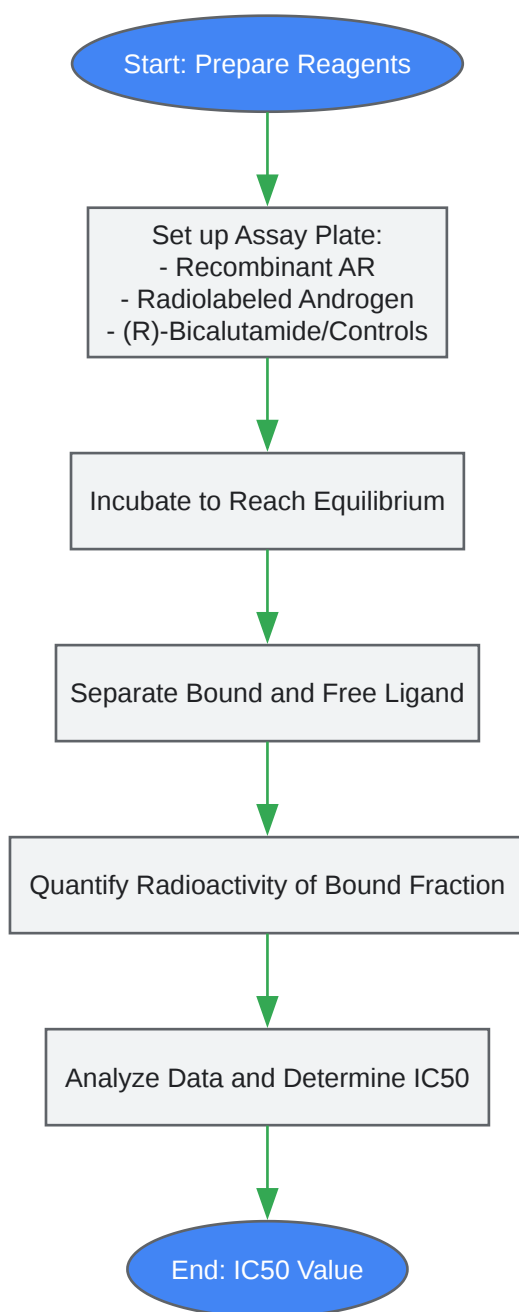 Start: Prepare Reagents
Set up Assay Plate:
- Recombinant AR
- Radiolabeled Androgen
- (R)-Bicalutamide/Controls
Incubate to Reach Equilibrium
Separate Bound and Free Ligand
Quantify Radioactivity of Bound Fraction
Analyze Data and Determine IC50
End: IC50 Value